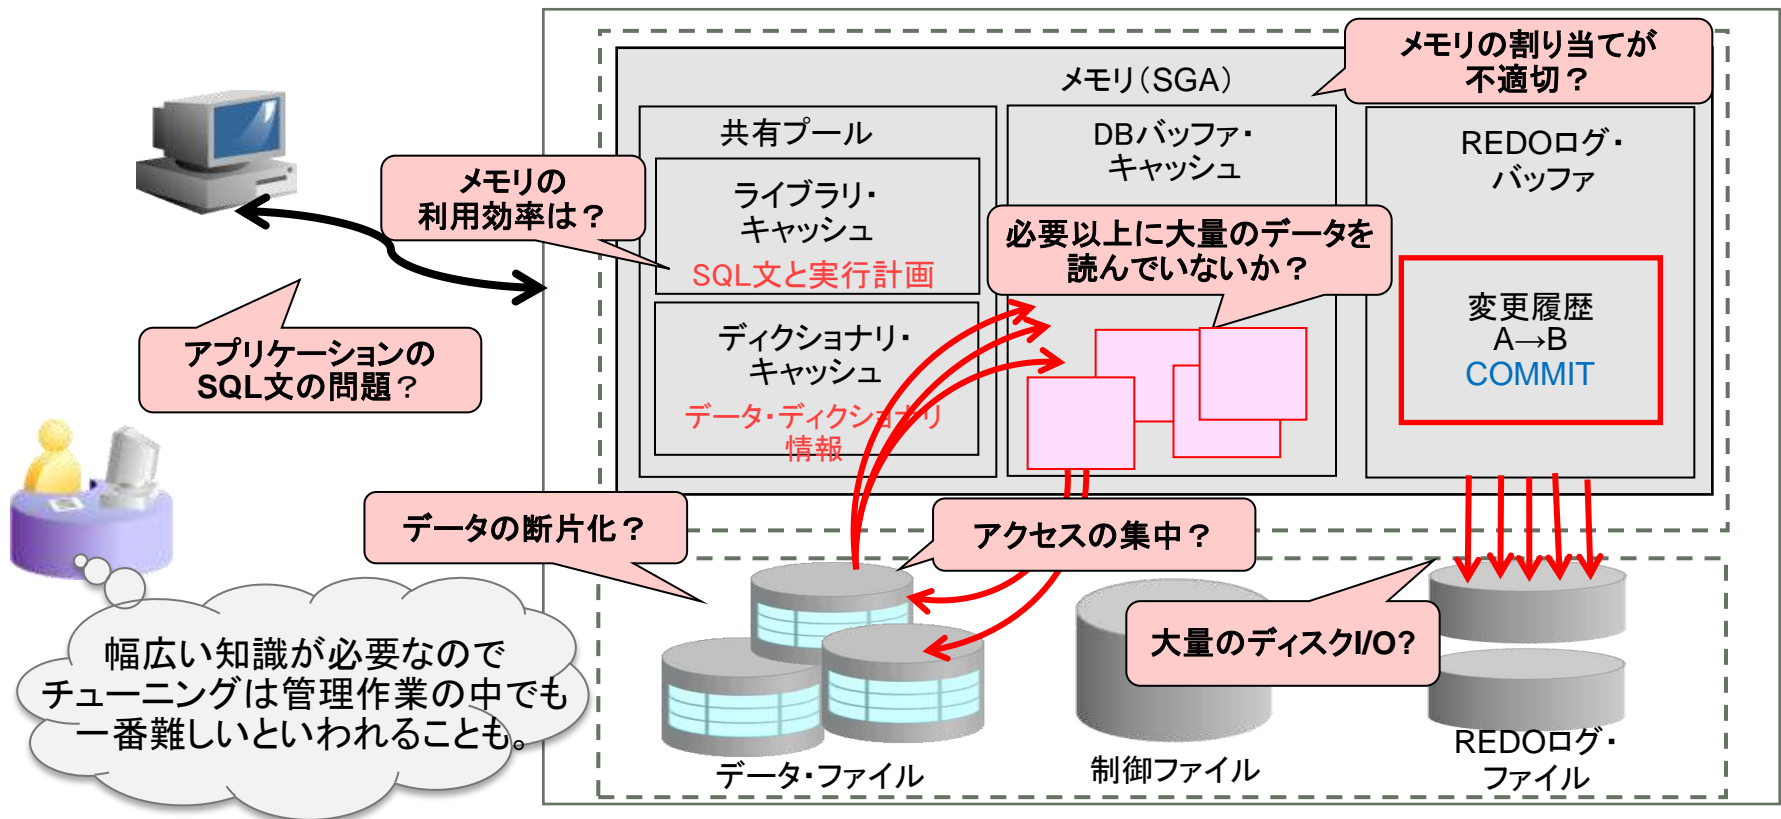 メモリの割り当てが
不適切？
メモリ（SGA）
共有プール
DBバッファ・
キャッシュ
REDOログ・
バッファ
メモリの
利用効率は？
ライブラリ・
キャッシュ
SQL文と実行計画
必要以上に大量のデータを
読んでいないか？
ディクショナリ・
キャッシュ
データ・ディクショナリ
情報
変更履歴
A→B
COMMIT
アプリケーションの
SQL文の問題？
データの断片化？
アクセスの集中？
大量のディスクI/O?
幅広い知識が必要なので
チューニングは管理作業の中でも
一番難しいといわれることも。
データ・ファイル
制御ファイル
REDOログ・
ファイル